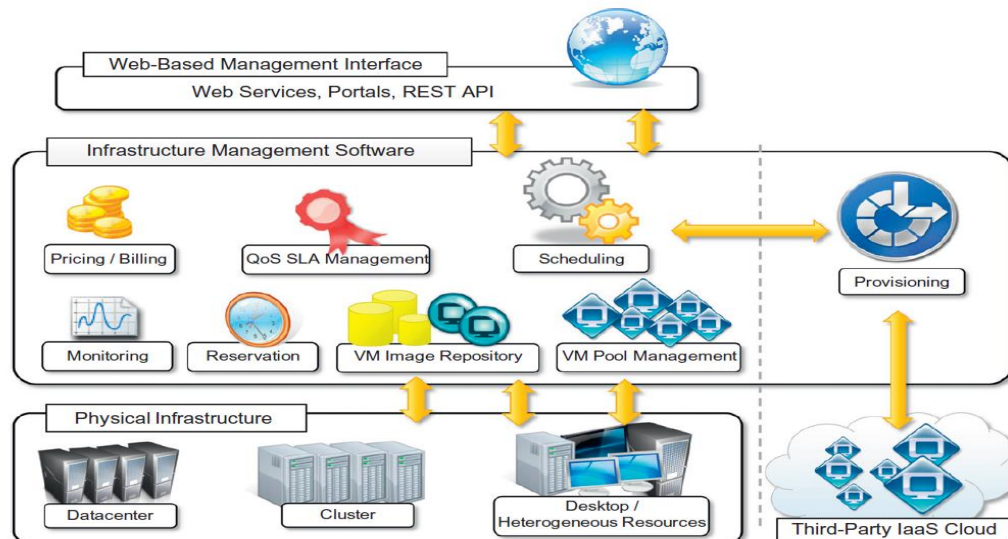 Web-Based Management Interface
Web Services, Portals, REST API
Infrastructure Management Software
Pricing / Billing
QoS SLA Management
Scheduling
Provisioning
Monitoring
Reservation
VM Image Repository
VM Pool Management
Physical Infrastructure
Datacenter
Cluster
Desktop /
Heterogeneous Resources
Third-Party IaaS Cloud